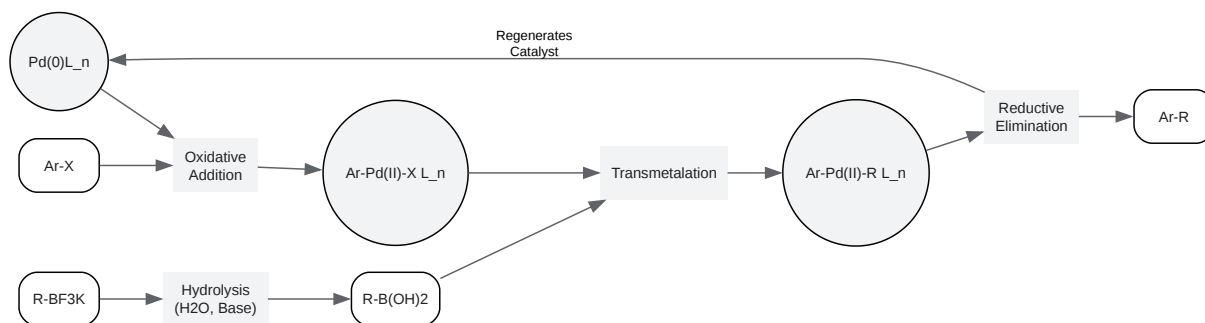 Regenerates
Catalyst
Pd(0)L_n
Reductive
Elimination
Ar-R
Ar-X
Oxidative
Addition
Ar-Pd(II)-X L_n
Transmetalation
Ar-Pd(II)-R L_n
R-BF3K
Hydrolysis
(H2O, Base)
R-B(OH)2